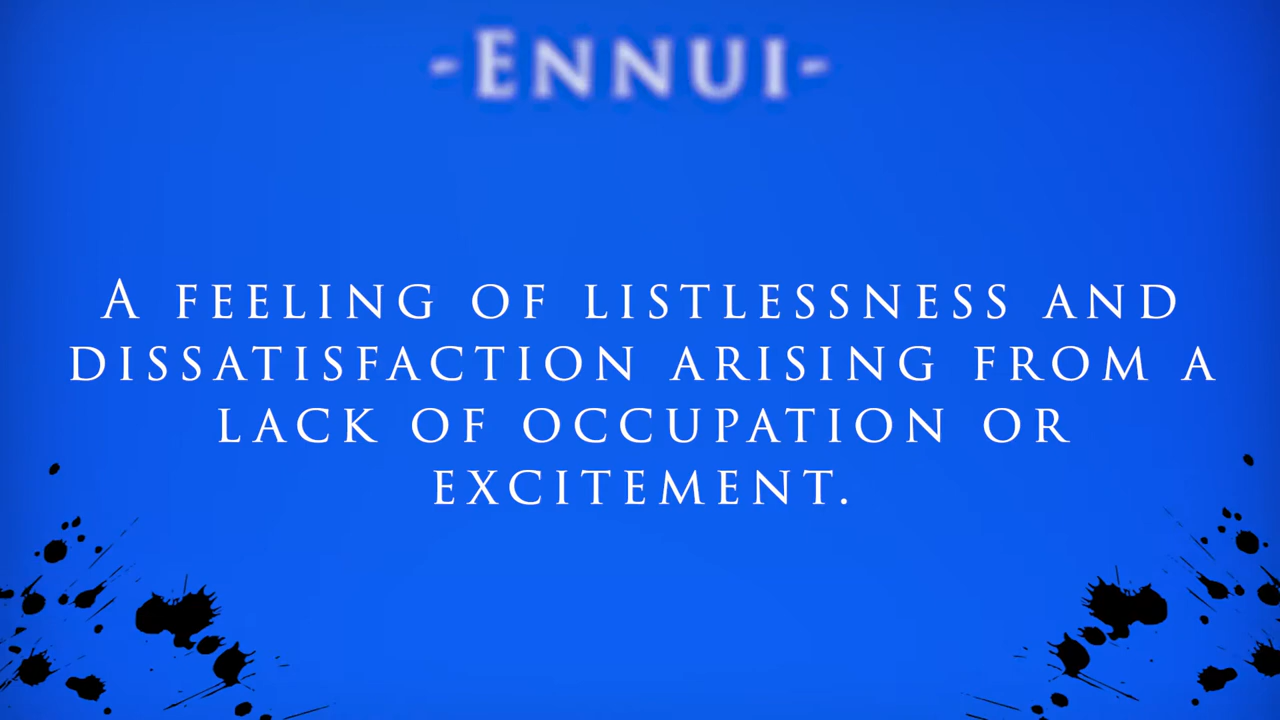 -Ennui-
A feeling of listlessness and
dissatisfaction arising from a
lack of occupation or
excitement.